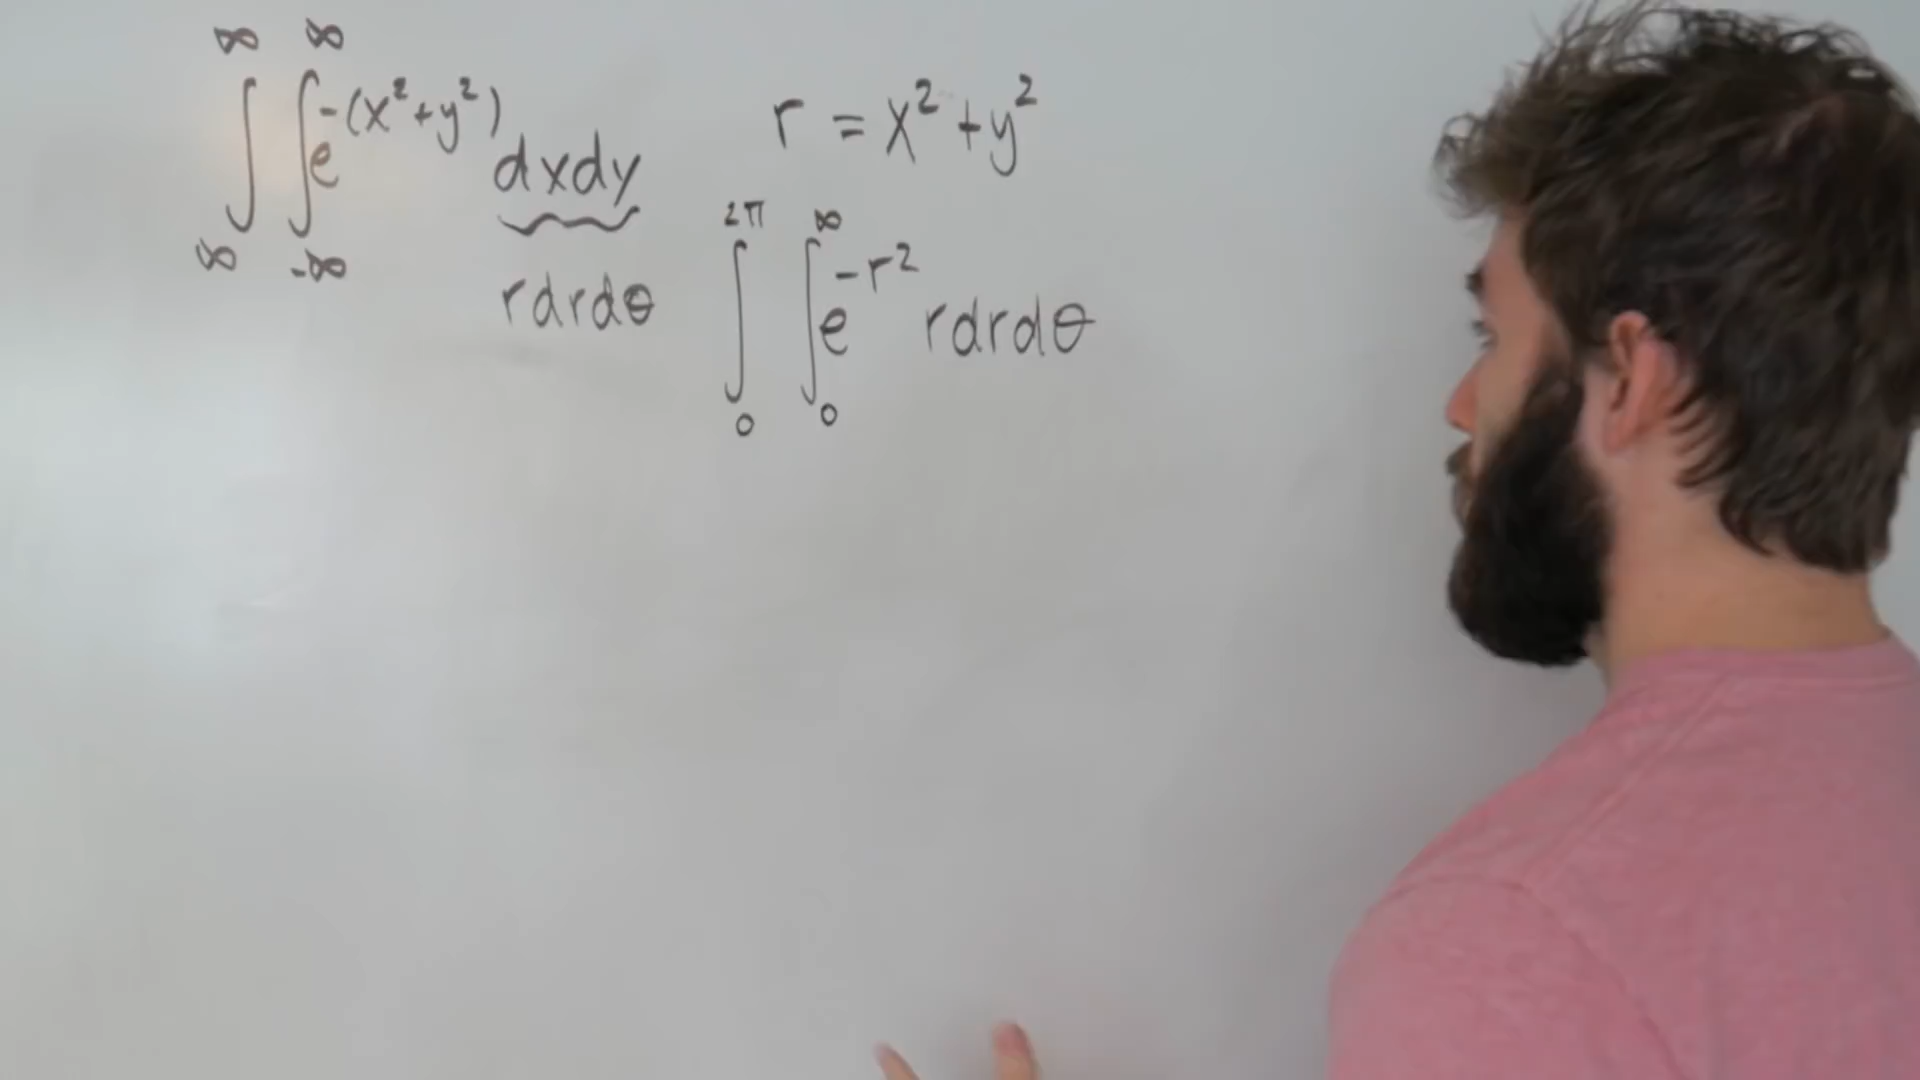 ∫_{∞}^{∞} ∫_{-∞}^{∞} e^{-(x²+y²)} dxdy
r = x²+y²
rdrdθ
∫_{0}^{2π} ∫_{0}^{∞} e^{-r²} rdrdθ